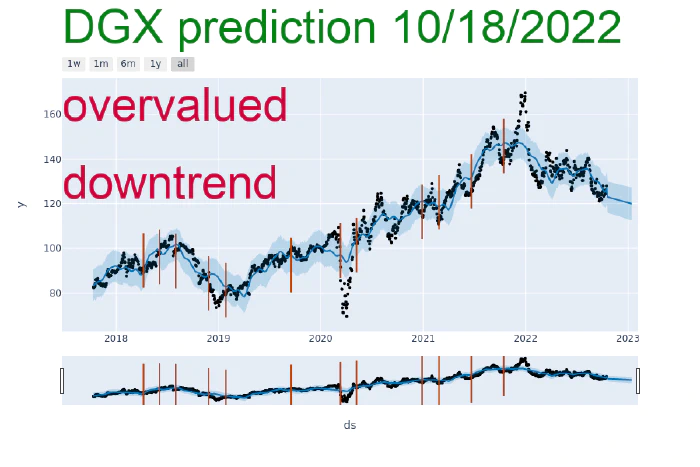 DGX prediction 10/18/2022
1w 1m 6m 1y all
overvalued
downtrend
160
140
120
100
80
y
2018 2019 2020 2021 2022 2023
ds